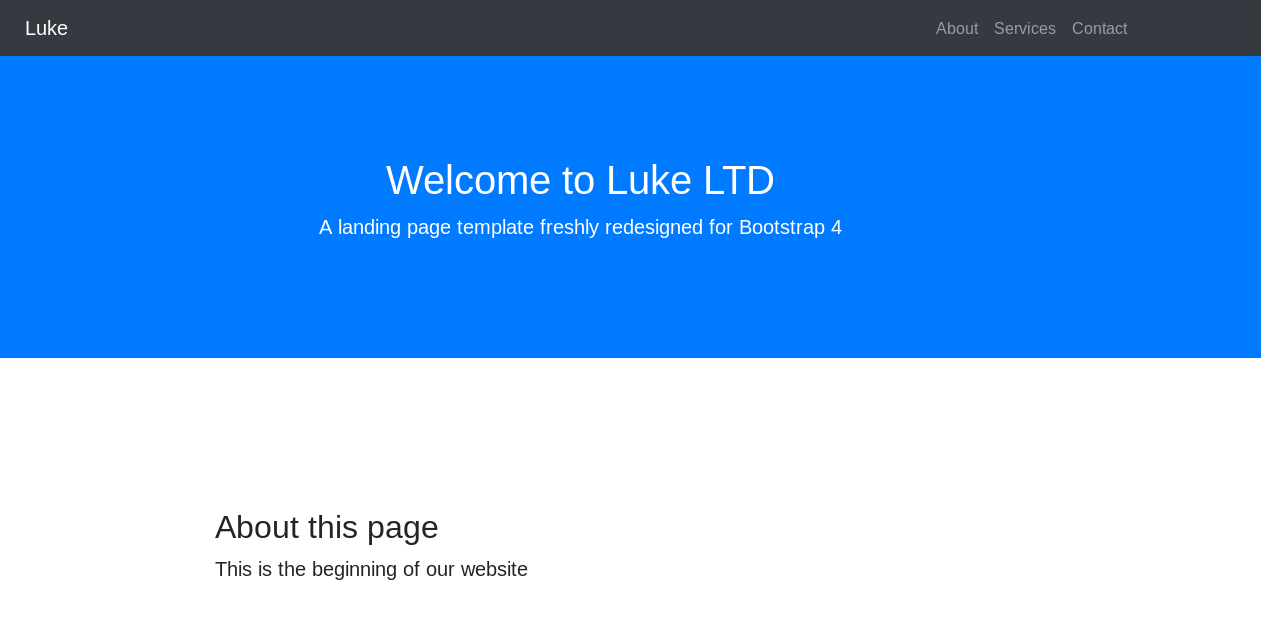 Luke
About Services Contact
Welcome to Luke LTD
A landing page template freshly redesigned for Bootstrap 4
About this page
This is the beginning of our website